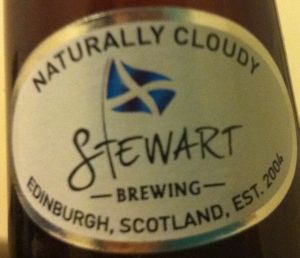 NATURALLY CLOUDY
STEWART
BREWING
EDINBURGH, SCOTLAND, EST. 2004